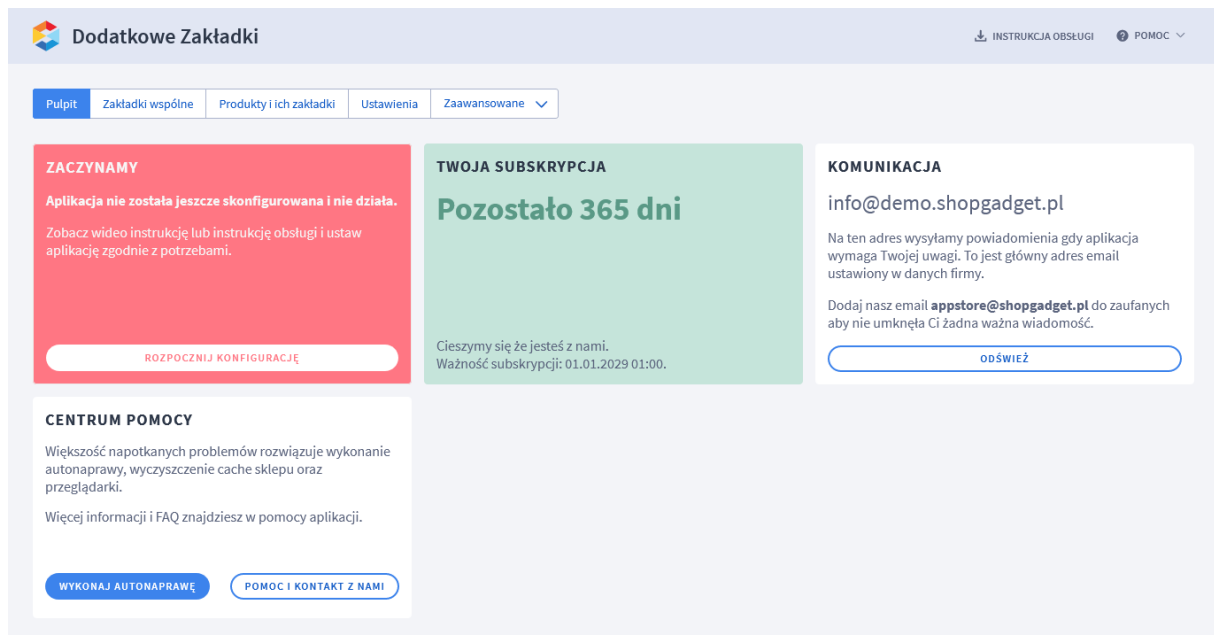 Dodatkowe Zakładki
INSTRUKCJA OBSŁUGI
POMOC
Pulpit
Zakładki wspólne
Produkty i ich zakładki
Ustawienia
Zaawansowane
ZACZYNAMY
Aplikacja nie została jeszcze skonfigurowana i nie działa.
Zobacz wideo instrukcję lub instrukcję obsługi i ustaw
aplikację zgodnie z potrzebami.
ROZPOCZNIJ KONFIGURACJĘ
TWOJA SUBSKRYPCJA
Pozostało 365 dni
Cieszymy się że jesteś z nami.
Ważność subskrypcji: 01.01.2029 01:00.
KOMUNIKACJA
info@demo.shopgadget.pl
Na ten adres wysyłamy powiadomienia gdy aplikacja
wymaga Twojej uwagi. To jest główny adres email
ustawiony w danych firmy.
Dodaj nasz email appstore@shopgadget.pl do zaufanych
aby nie umknęła Ci żadna ważna wiadomość.
ODŚWIEŻ
CENTRUM POMOCY
Większość napotkanych problemów rozwiązuje wykonanie
autonaprawy, wyczyszczenie cache sklepu oraz
przeglądarki.
Więcej informacji i FAQ znajdziesz w pomocy aplikacji.
WYKONAJ AUTONAPRAWĘ
POMOC I KONTAKT Z NAMI